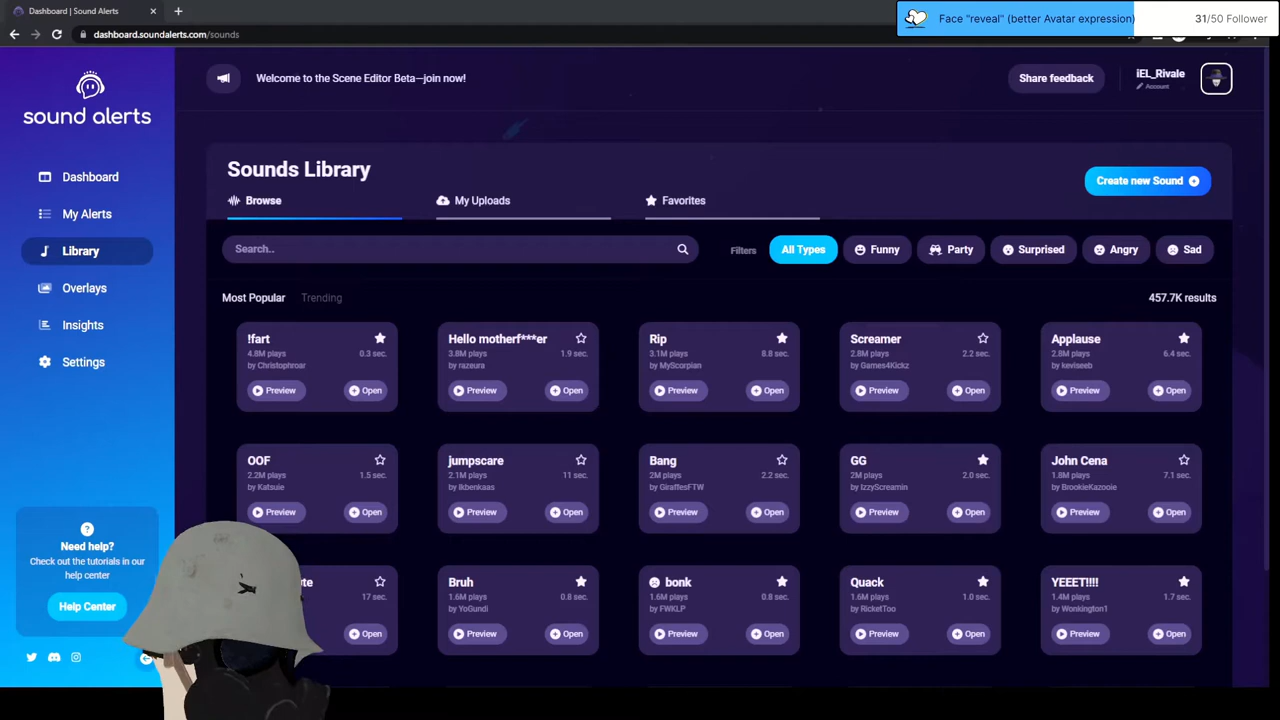 Dashboard | Sound Alerts
dashboard.soundalerts.com/sounds
Face "reveal" (better Avatar expression)
31/50 Follower
sound alerts
Welcome to the Scene Editor Beta—join now!
Share feedback
iEL_Rivale
Account
Dashboard
My Alerts
Library
Overlays
Insights
Settings
Sounds Library
Create new Sound
Browse
My Uploads
Favorites
Search..
Filters
All Types
Funny
Party
Surprised
Angry
Sad
Most Popular
Trending
457.7K results
!fart
4.8M plays
0.3 sec.
by Christophroar
Preview
Open
Hello motherf***er
3.8M plays
1.9 sec.
by razeura
Preview
Open
Rip
3.1M plays
8.8 sec.
by MyScorpian
Preview
Open
Screamer
2.8M plays
2.2 sec.
by Games4Kickz
Preview
Open
Applause
2.8M plays
6.4 sec.
by keviseeb
Preview
Open
OOF
2.2M plays
1.5 sec.
by Katsuie
Preview
Open
jumpscare
2.1M plays
11 sec.
by Ikbenkaas
Preview
Open
Bang
2M plays
2.2 sec.
by GiraffesFTW
Preview
Open
GG
2M plays
2.0 sec.
by IzzyScreamin
Preview
Open
John Cena
1.8M plays
7.1 sec.
by BrookieKazooie
Preview
Open
17 sec.
Open
Bruh
1.6M plays
0.8 sec.
by YoGundi
Preview
Open
bonk
1.6M plays
0.8 sec.
by FWKLP
Preview
Open
Quack
1.6M plays
1.0 sec.
by RicketToo
Preview
Open
YEEET!!!!
1.4M plays
1.7 sec.
by Wonkington1
Preview
Open
Need help?
Check out the tutorials in our
help center
Help Center